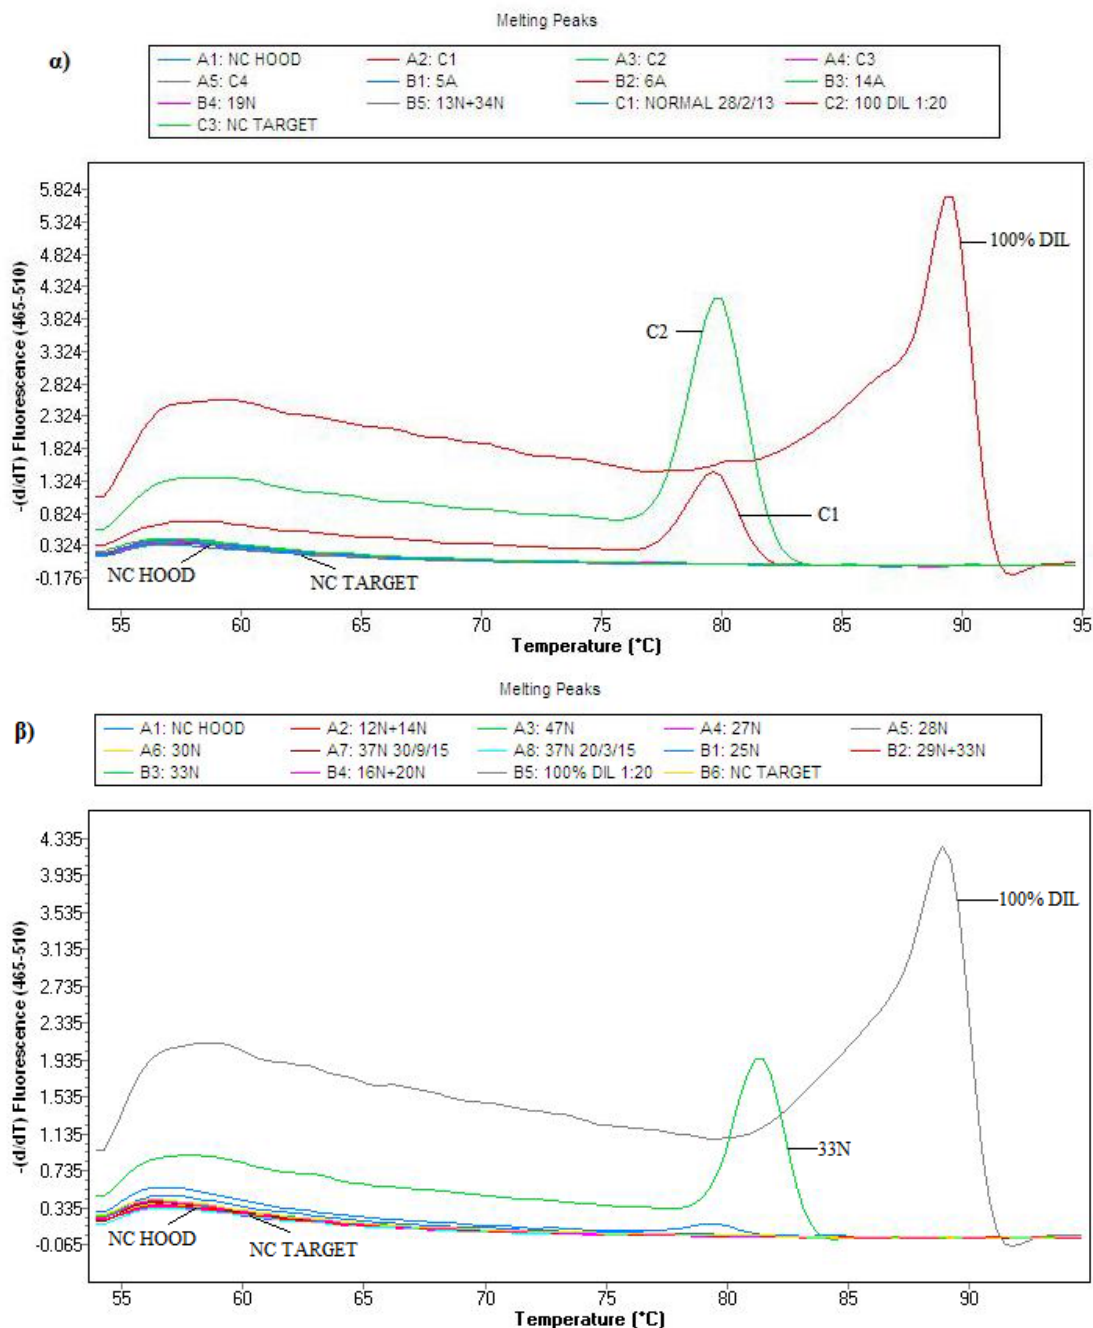 Melting Peaks
α)
A1: NC HOOD A2: C1 A3: C2 A4: C3
A5: C4 B1: 5A B2: 6A B3: 14A
B4: 19N B5: 13N+34N C1: NORMAL 28/2/13 C2: 100 DIL 1:20
C3: NC TARGET
5.824
5.324
4.824
4.324
3.824
3.324
2.824
2.324
1.824
1.324
0.824
0.324
-0.176
-(d/dT) Fluorescence (465-510)
100% DIL
C2
C1
NC HOOD
NC TARGET
55 60 65 70 75 80 85 90 95
Temperature (°C)
Melting Peaks
β)
A1: NC HOOD A2: 12N+14N A3: 47N A4: 27N A5: 28N
A6: 30N A7: 37N 30/9/15 A8: 37N 20/3/15 B1: 25N B2: 29N+33N
B3: 33N B4: 16N+20N B5: 100% DIL 1:20 B6: NC TARGET
4.335
3.935
3.535
3.135
2.735
2.335
1.935
1.535
1.135
0.735
0.335
-0.065
-(d/dT) Fluorescence (465-510)
100% DIL
33N
NC HOOD
NC TARGET
55 60 65 70 75 80 85 90
Temperature (°C)